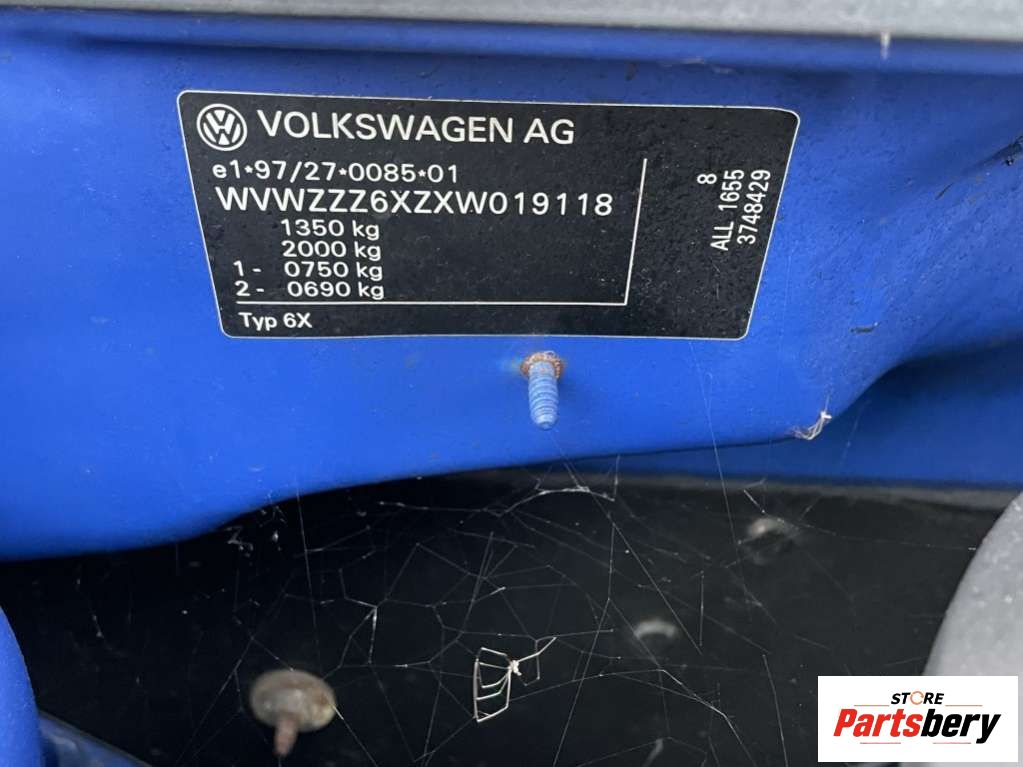 VOLKSWAGEN AG
e1*97/27*0085*01
WVWZZZ6XZXW019118
1350 kg
2000 kg
1 - 0750 kg
2 - 0690 kg
Typ 6X
8
ALL 1655
3748429
STORE
Partsbery